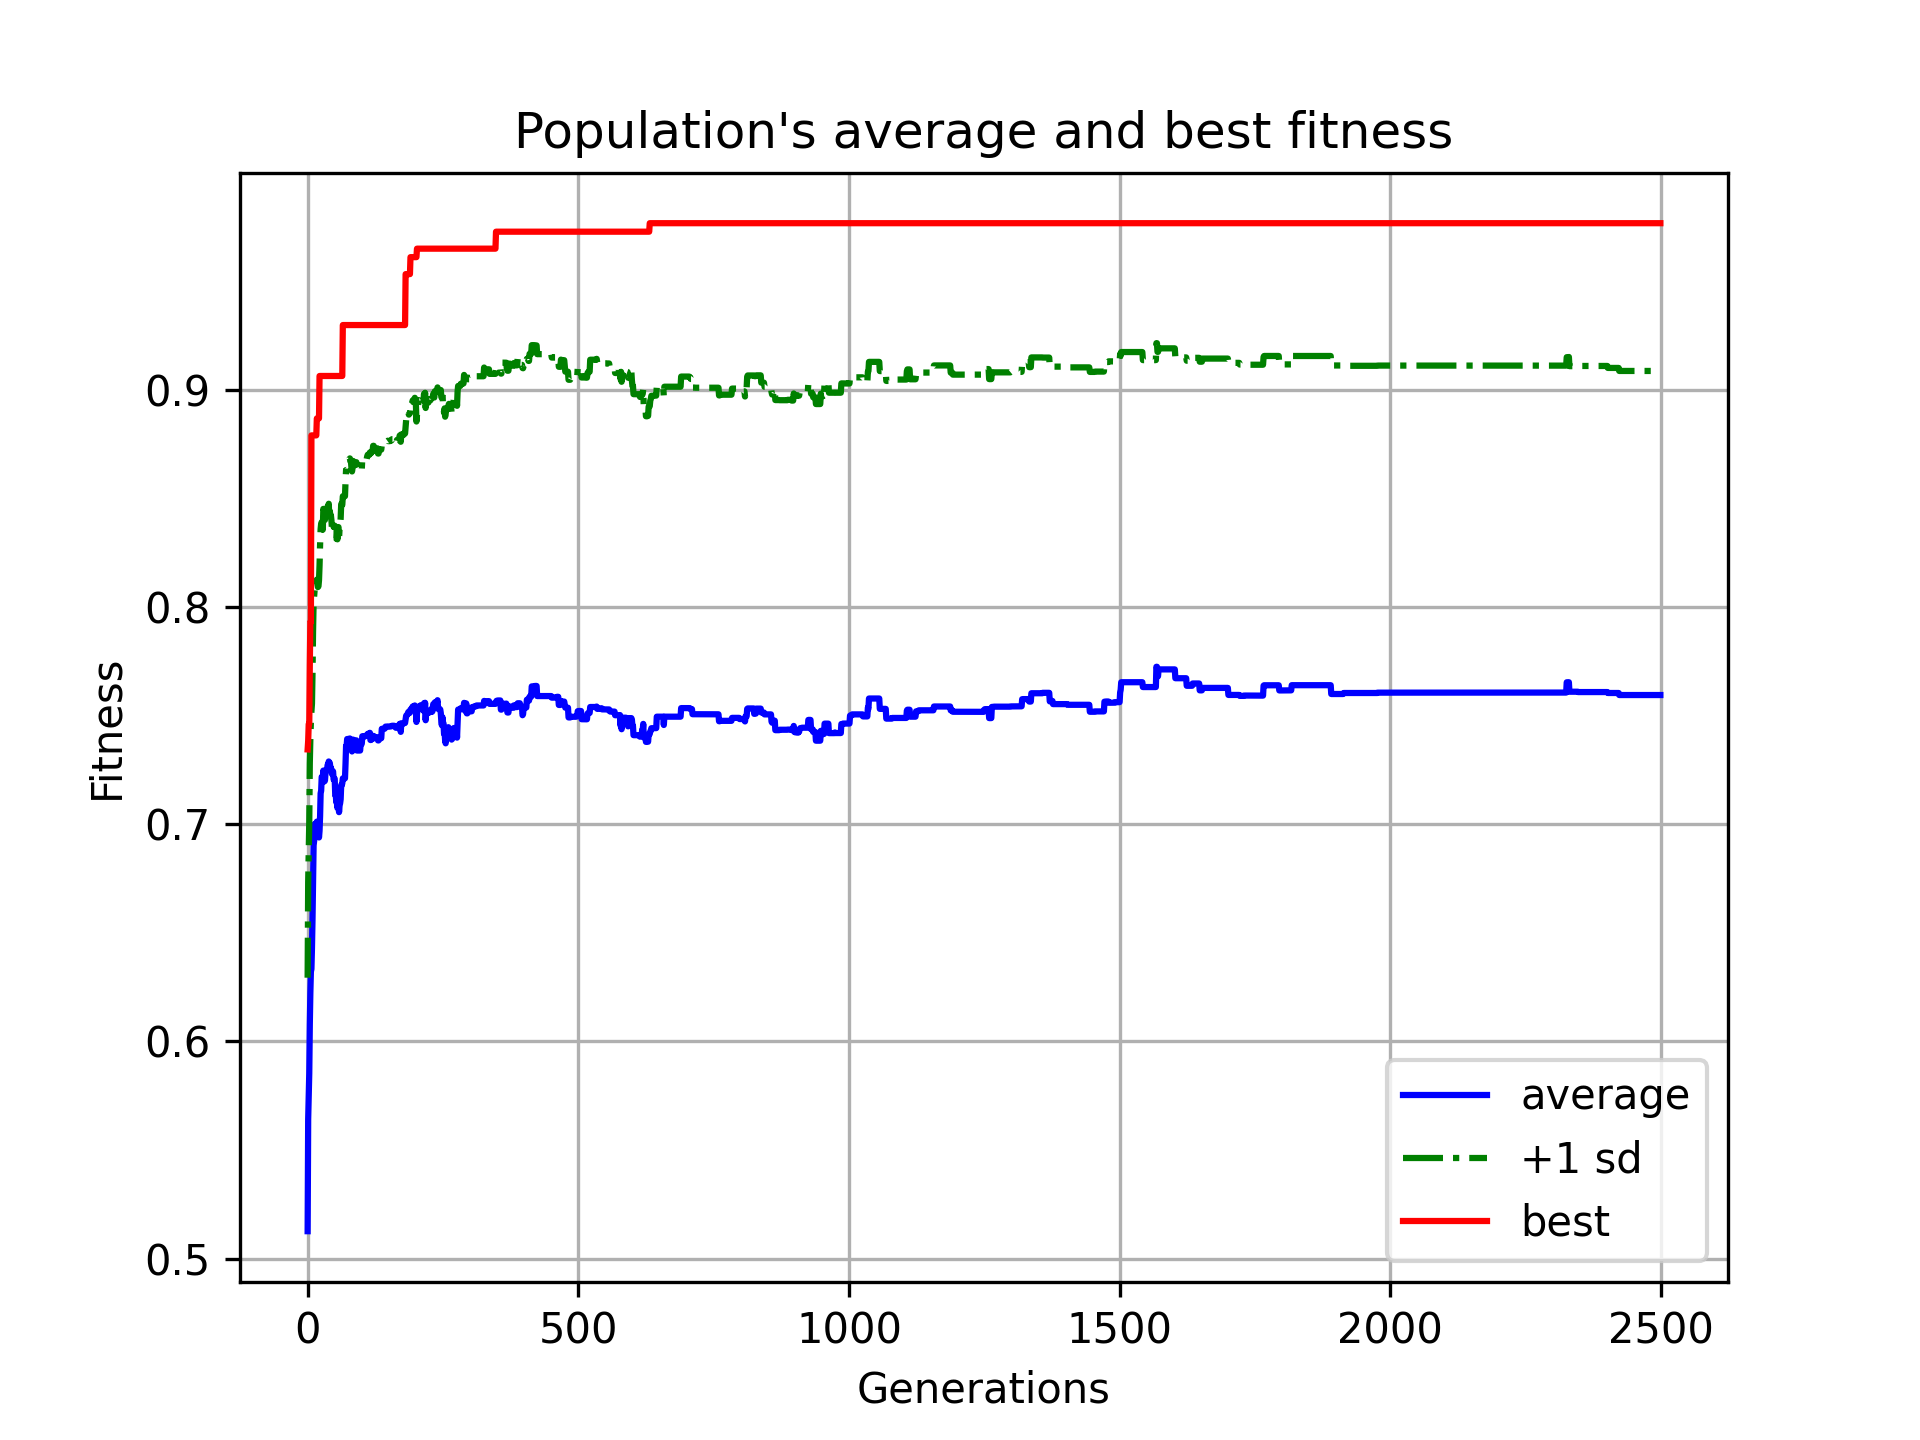 Population's average and best fitness
Fitness
0.9
0.8
0.7
0.6
0.5
average
+1 sd
best
0 500 1000 1500 2000 2500
Generations